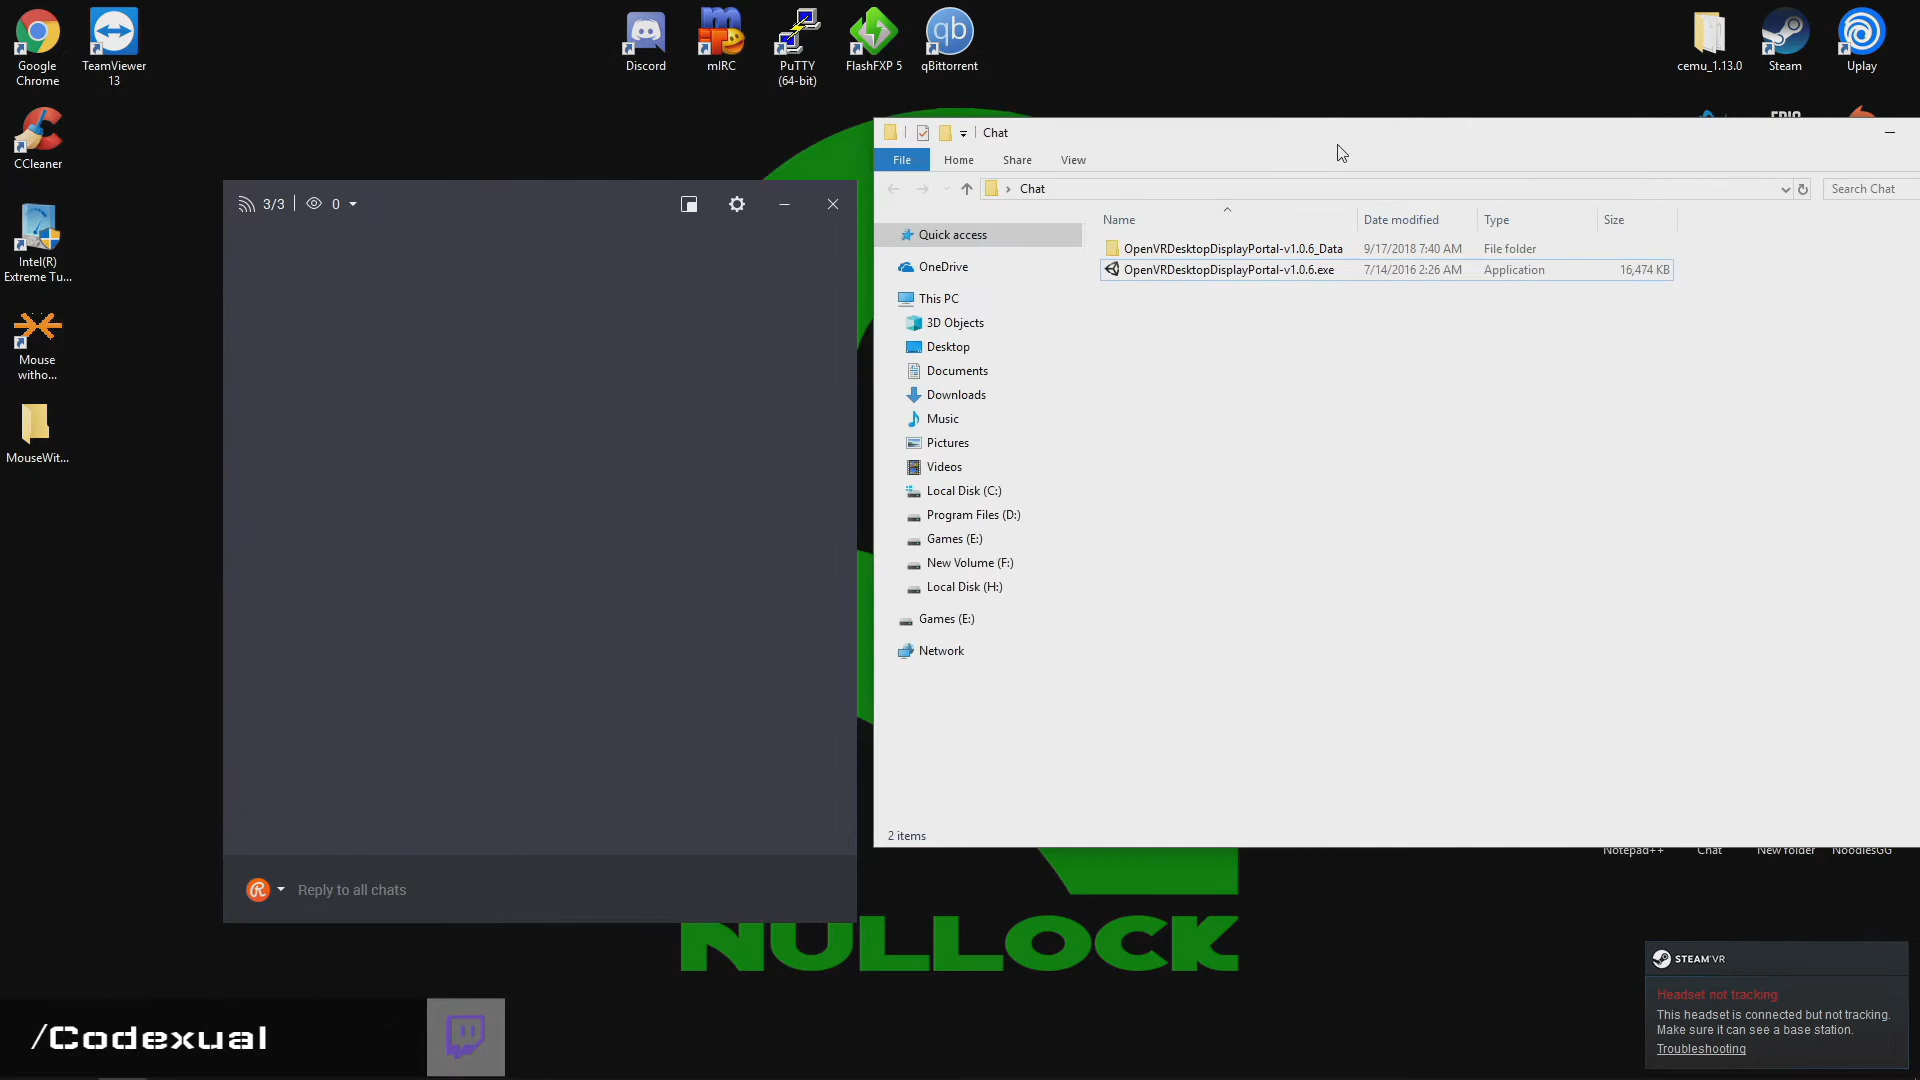 Google
Chrome
TeamViewer
13
Discord
mIRC
PuTTY
(64-bit)
FlashFXP 5
qb
qBittorrent
cemu_1.13.0
Steam
Uplay
CCleaner
Intel(R)
Extreme Tu...
Mouse
witho...
MouseWit...
3/3
0
Reply to all chats
Chat
File
Home
Share
View
Chat
Search Chat
Name
Date modified
Type
Size
Quick access
OneDrive
This PC
3D Objects
Desktop
Documents
Downloads
Music
Pictures
Videos
Local Disk (C:)
Program Files (D:)
Games (E:)
New Volume (F:)
Local Disk (H:)
Games (E:)
Network
OpenVRDesktopDisplayPortal-v1.0.6_Data
9/17/2018 7:40 AM
File folder
OpenVRDesktopDisplayPortal-v1.0.6.exe
7/14/2016 2:26 AM
Application
16,474 KB
2 items
Notepad++
Chat
New folder
NoodlesGG
NULLOCK
/Codexual
STEAMVR
Headset not tracking
This headset is connected but not tracking.
Make sure it can see a base station.
Troubleshooting